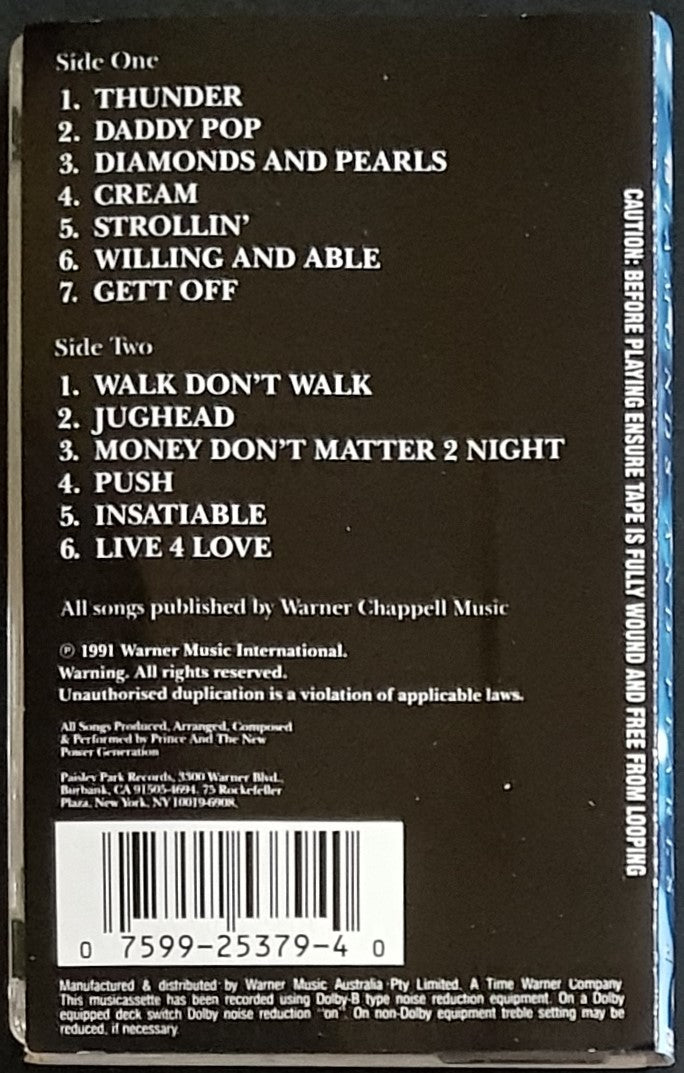 Side One
1. THUNDER
2. DADDY POP
3. DIAMONDS AND PEARLS
4. CREAM
5. STROLLIN'
6. WILLING AND ABLE
7. GETT OFF
Side Two
1. WALK DON'T WALK
2. JUGHEAD
3. MONEY DON'T MATTER 2 NIGHT
4. PUSH
5. INSATIABLE
6. LIVE 4 LOVE
All songs published by Warner Chappell Music
℗ 1991 Warner Music International.
Warning. All rights reserved.
Unauthorised duplication is a violation of applicable laws.
All Songs Produced, Arranged, Composed
& Performed by Prince And The New
Power Generation
Paisley Park Records, 3300 Warner Blvd.,
Burbank, CA 91505-4694. 75 Rockefeller
Plaza, New York, NY 10019-6908.
0 7599-25379-4 0
Manufactured & distributed by Warner Music Australia Pty Limited. A Time Warner Company
This musicassette has been recorded using Dolby-B type noise reduction equipment. On a Dolby
equipped deck switch Dolby noise reduction "on". On non-Dolby equipment treble setting may be
reduced, if necessary.
CAUTION: BEFORE PLAYING ENSURE TAPE IS FULLY WOUND AND FREE FROM LOOPING